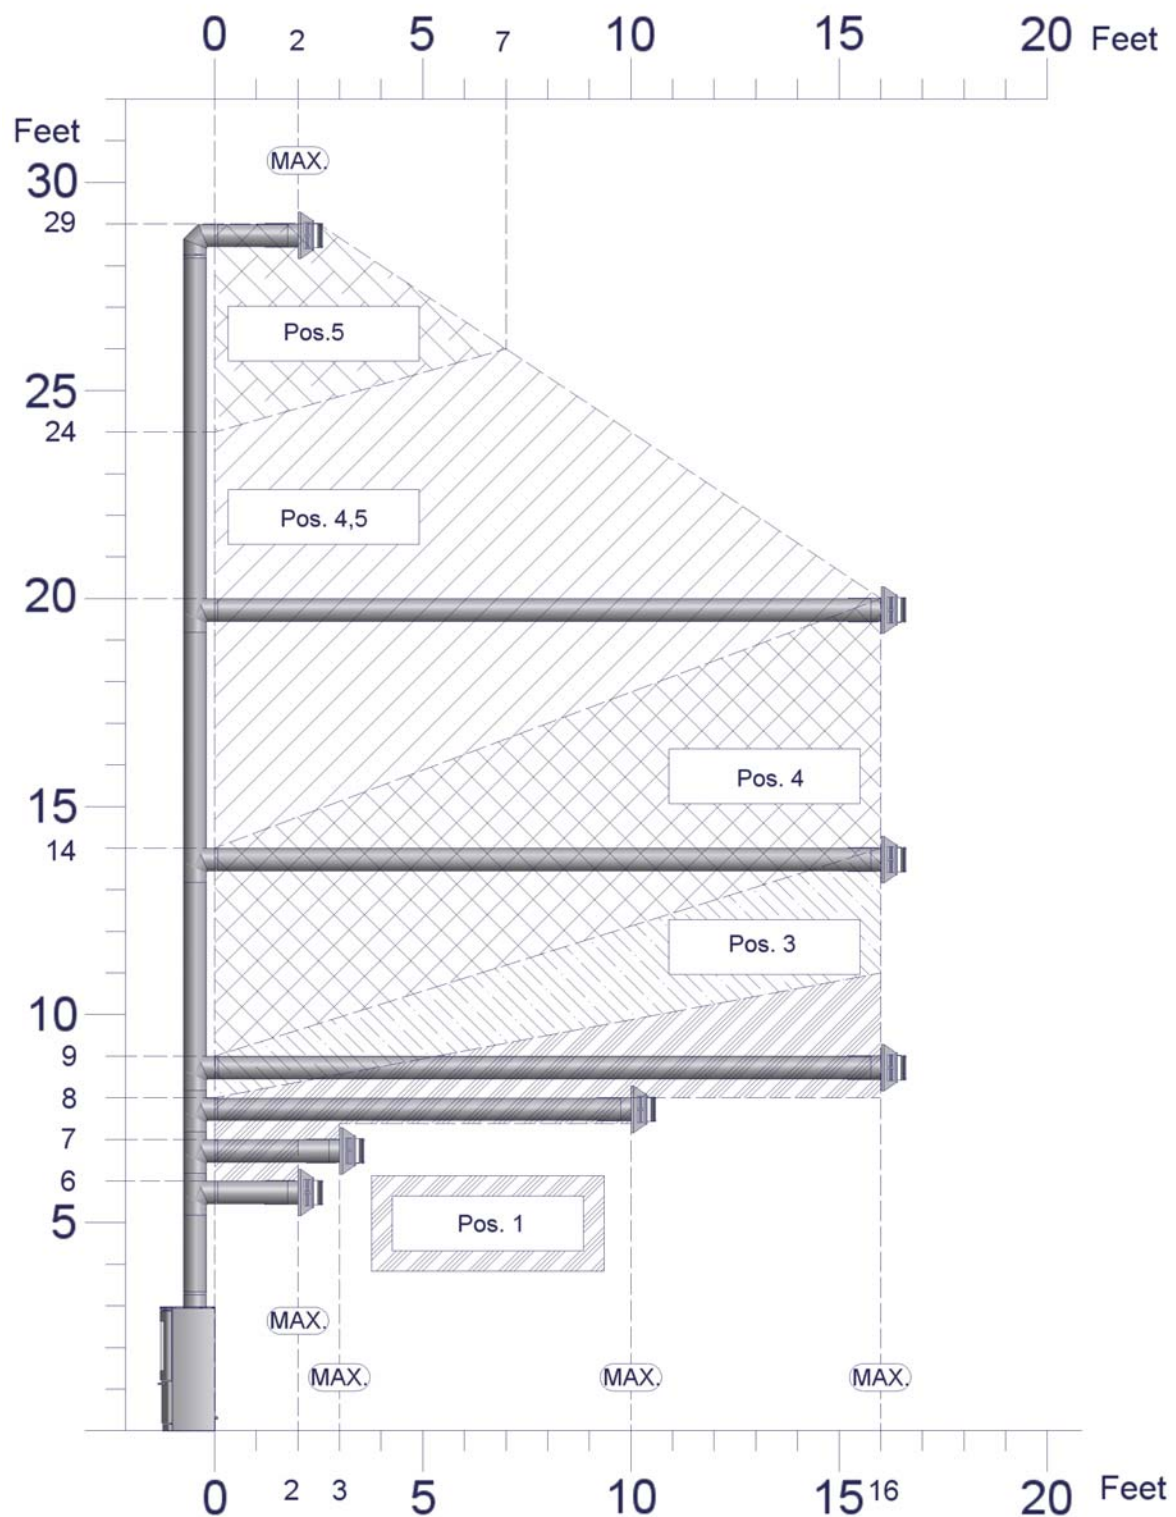 0 2 5 7 10 15 20 Feet
Feet
MAX.
30
29
Pos.5
25
24
Pos. 4,5
20
Pos. 4
15
14
Pos. 3
10
9
8
7
6
5
Pos. 1
MAX.
MAX. MAX. MAX.
0 2 3 5 10 15 16 20 Feet